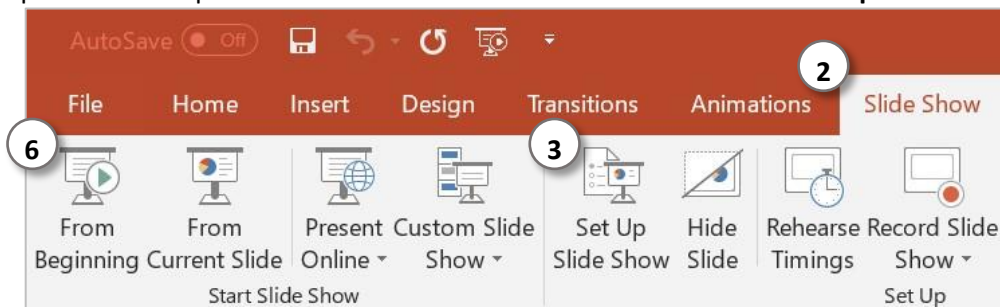 AutoSave Off
2
File Home Insert Design Transitions Animations Slide Show
6 3
From Beginning From Current Slide Present Online Custom Slide Show Set Up Slide Show Hide Slide Rehearse Timings Record Slide Show
Start Slide Show Set Up